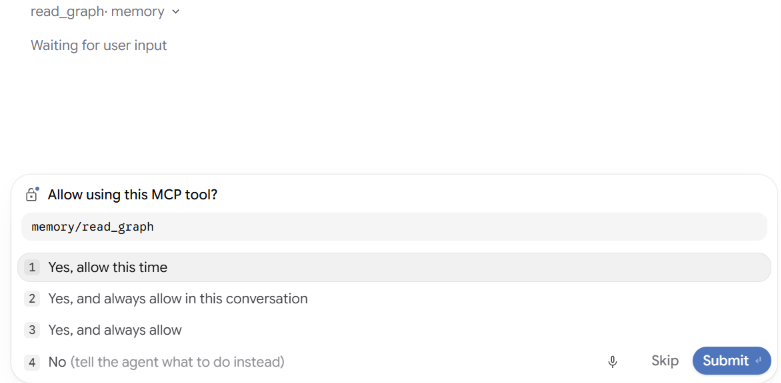 read_graph· memory
Waiting for user input
Allow using this MCP tool?
memory/read_graph
1 Yes, allow this time
2 Yes, and always allow in this conversation
3 Yes, and always allow
4 No (tell the agent what to do instead)
Skip
Submit